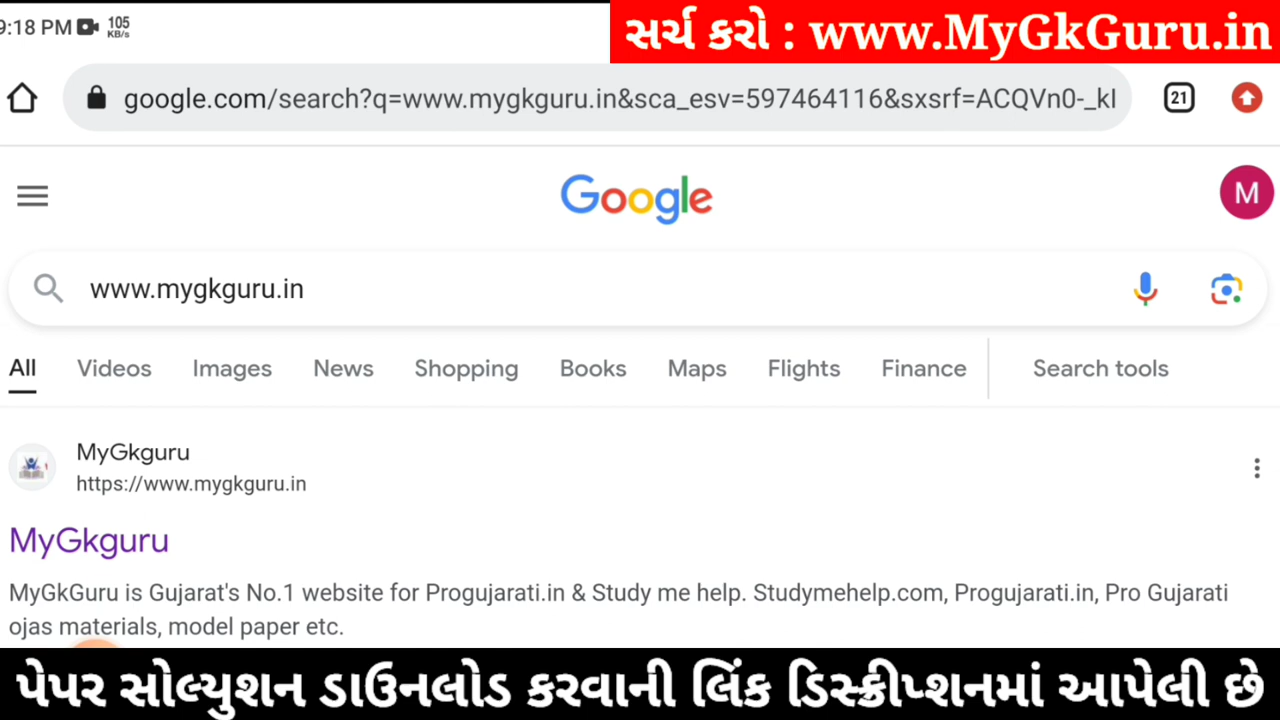 9:18 PM 105 KB/s
સર્ચ કરો : www.MyGkGuru.in
google.com/search?q=www.mygkguru.in&sca_esv=597464116&sxsrf=ACQVn0-_kI
21
Google
M
www.mygkguru.in
All Videos Images News Shopping Books Maps Flights Finance Search tools
MyGkguru
https://www.mygkguru.in
MyGkguru
MyGkGuru is Gujarat's No.1 website for Progujarati.in & Study me help. Studymehelp.com, Progujarati.in, Pro Gujarati
ojas materials, model paper etc.
પેપર સોલ્યુશન ડાઉનલોડ કરવાની લિંક ડિસ્ક્રીપ્શનમાં આપેલી છે